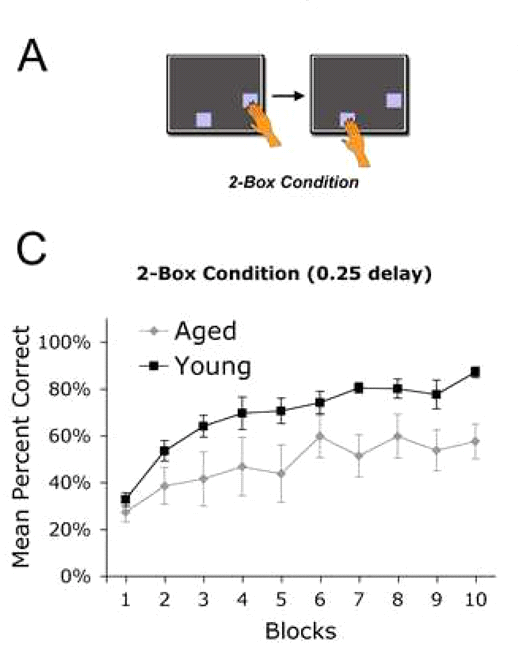 A
2-Box Condition
C
2-Box Condition (0.25 delay)
Mean Percent Correct
100%
80%
60%
40%
20%
0%
Aged
Young
1 2 3 4 5 6 7 8 9 10
Blocks